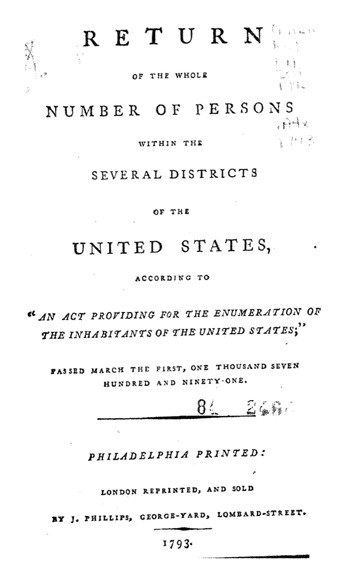 RETURN
OF THE WHOLE
NUMBER OF PERSONS
WITHIN THE
SEVERAL DISTRICTS
OF THE
UNITED STATES,
ACCORDING TO
"AN ACT PROVIDING FOR THE ENUMERATION OF
THE INHABITANTS OF THE UNITED STATES;"
PASSED MARCH THE FIRST, ONE THOUSAND SEVEN
HUNDRED AND NINETY-ONE.
PHILADELPHIA PRINTED:
LONDON REPRINTED, AND SOLD
BY J. PHILLIPS, GEORGE-YARD, LOMBARD-STREET.
1793.